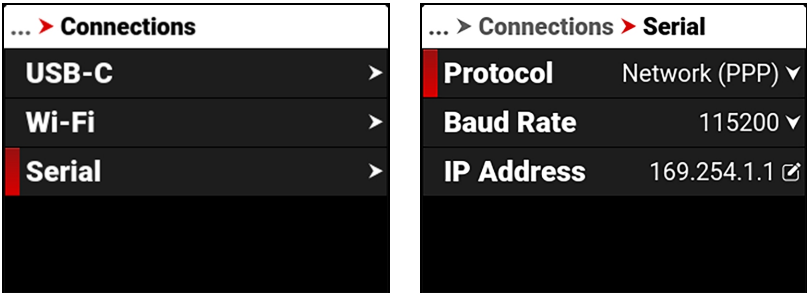 ... > Connections
USB-C
Wi-Fi
Serial
... > Connections > Serial
Protocol Network (PPP)
Baud Rate 115200
IP Address 169.254.1.1